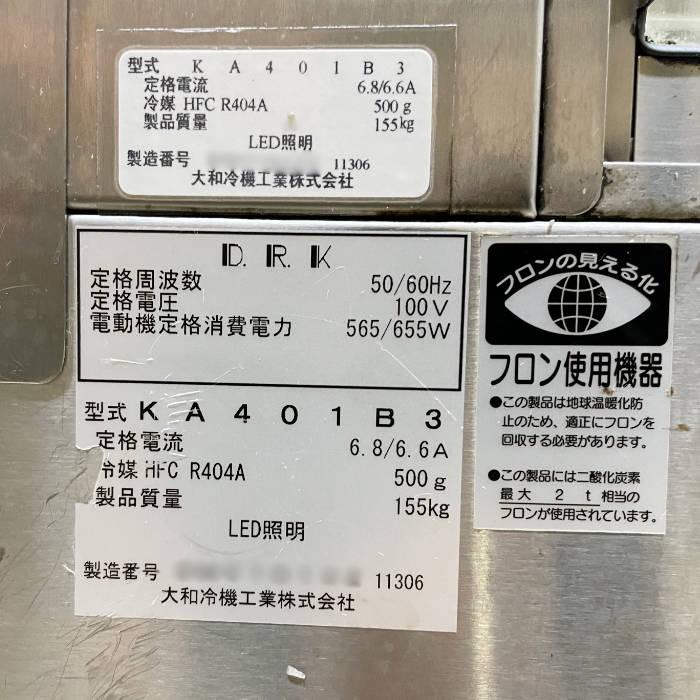 型式 K A 4 0 1 B 3
定格電流 6.8/6.6A
冷媒 HFC R404A 500g
製品質量 155kg
LED照明
製造番号 11306
大和冷機工業株式会社
D. R. K
定格周波数 50/60Hz
定格電圧 100V
電動機定格消費電力 565/655W
型式 K A 4 0 1 B 3
定格電流 6.8/6.6A
冷媒 HFC R404A 500g
製品質量 155kg
LED照明
製造番号 11306
大和冷機工業株式会社
フロンの見える化
フロン使用機器
●この製品は地球温暖化防
止のため、適正にフロンを
回収する必要があります。
●この製品には二酸化炭素
最大 2 t 相当の
フロンが使用されています。